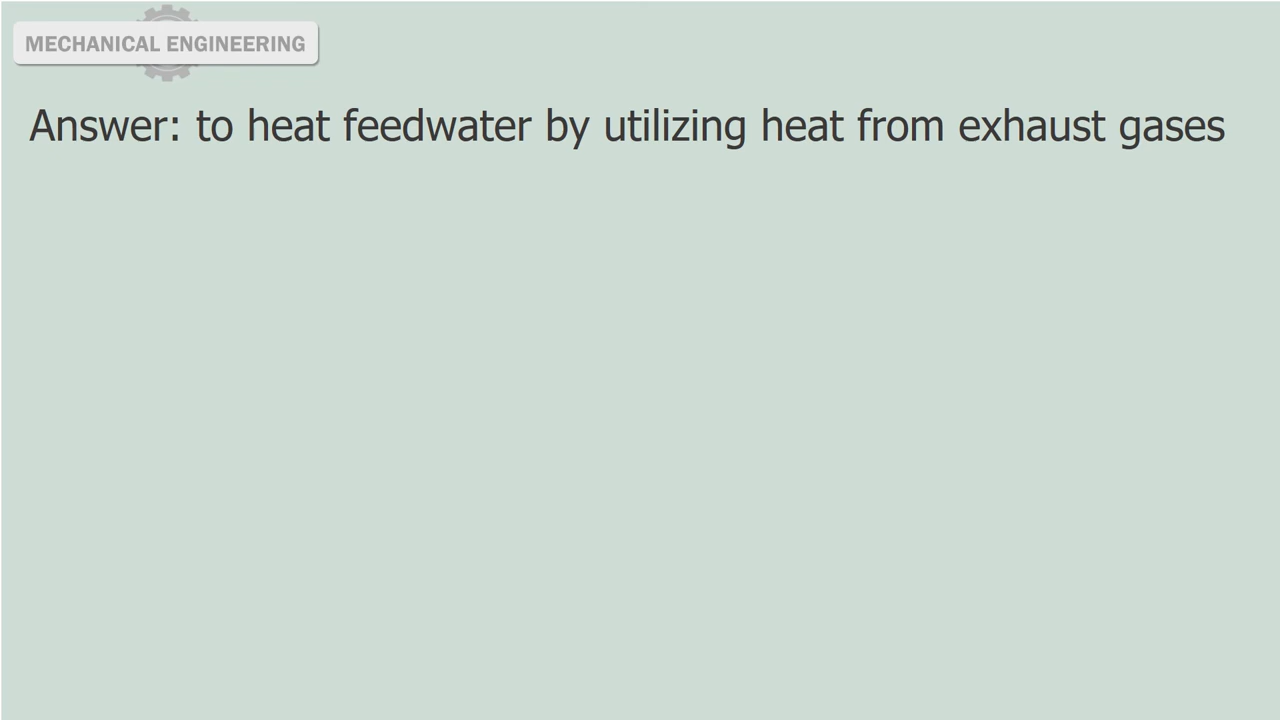 MECHANICAL ENGINEERING
Answer: to heat feedwater by utilizing heat from exhaust gases